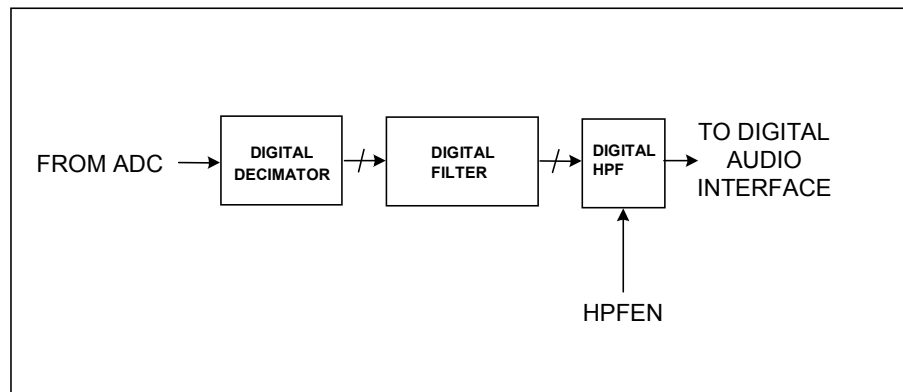 FROM ADC
DIGITAL
DECIMATOR
DIGITAL
FILTER
DIGITAL
HPF
TO DIGITAL
AUDIO
INTERFACE
HPFEN